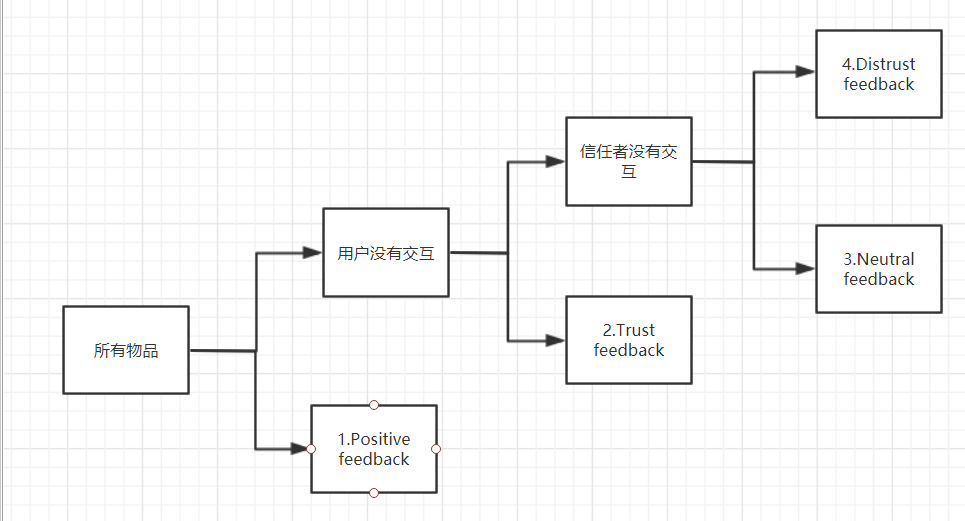 4.Distrust
feedback
信任者没有交
互
用户没有交互
3.Neutral
feedback
2.Trust
feedback
所有物品
1.Positive
feedback